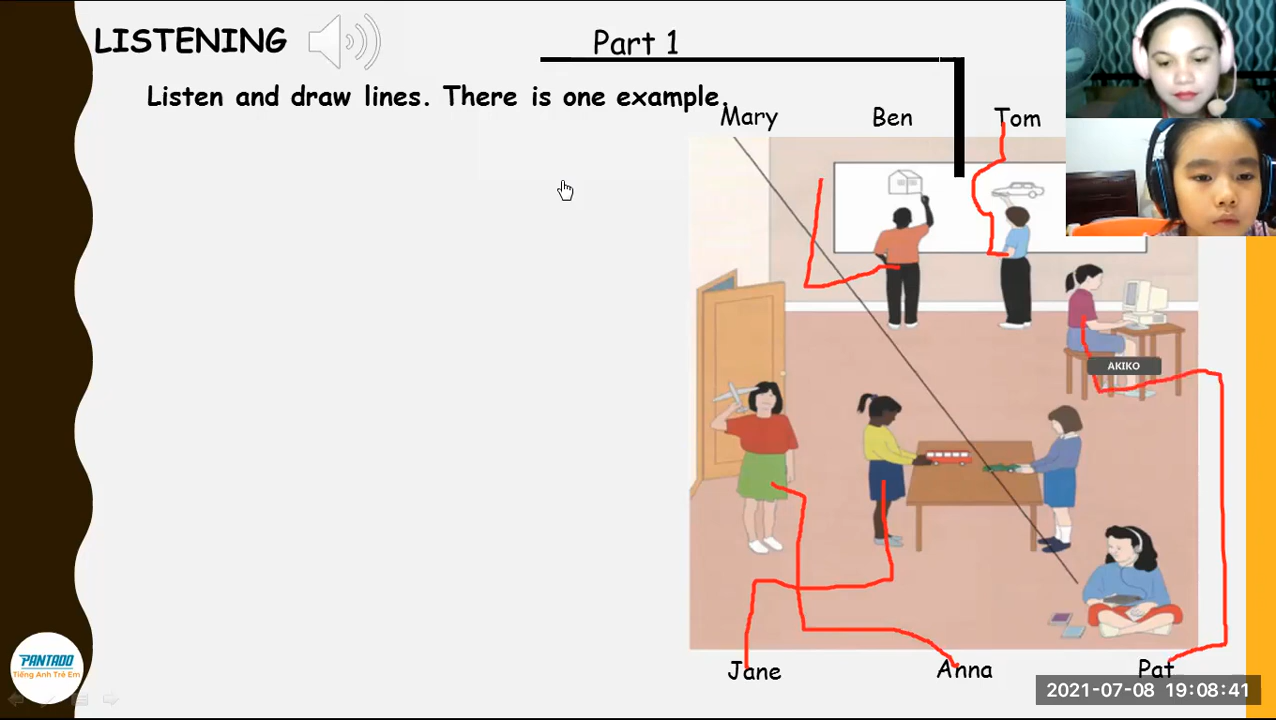 LISTENING
Part 1
Listen and draw lines. There is one example.
Mary Ben Tom
AKIKO
Jane Anna Pat
PANTADO
Tiếng Anh Trẻ Em
2021-07-08 19:08:41